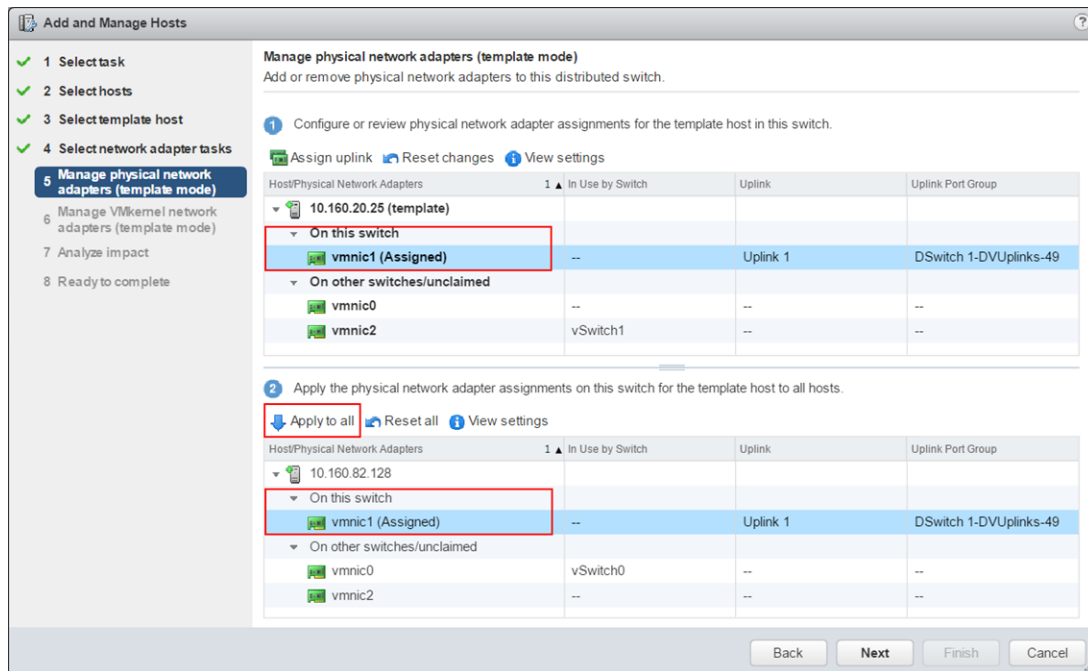 Add and Manage Hosts
?
1 Select task
2 Select hosts
3 Select template host
4 Select network adapter tasks
5 Manage physical network
adapters (template mode)
6 Manage VMkernel network
adapters (template mode)
7 Analyze impact
8 Ready to complete
Manage physical network adapters (template mode)
Add or remove physical network adapters to this distributed switch.
1 Configure or review physical network adapter assignments for the template host in this switch.
Assign uplink Reset changes View settings
Host/Physical Network Adapters 1 ▲ In Use by Switch Uplink Uplink Port Group
10.160.20.25 (template)
On this switch
vmnic1 (Assigned) -- Uplink 1 DSwitch 1-DVUplinks-49
On other switches/unclaimed
vmnic0 -- -- --
vmnic2 vSwitch1 -- --
2 Apply the physical network adapter assignments on this switch for the template host to all hosts.
Apply to all Reset all View settings
Host/Physical Network Adapters 1 ▲ In Use by Switch Uplink Uplink Port Group
10.160.82.128
On this switch
vmnic1 (Assigned) -- Uplink 1 DSwitch 1-DVUplinks-49
On other switches/unclaimed
vmnic0 vSwitch0 -- --
vmnic2 -- -- --
Back Next Finish Cancel